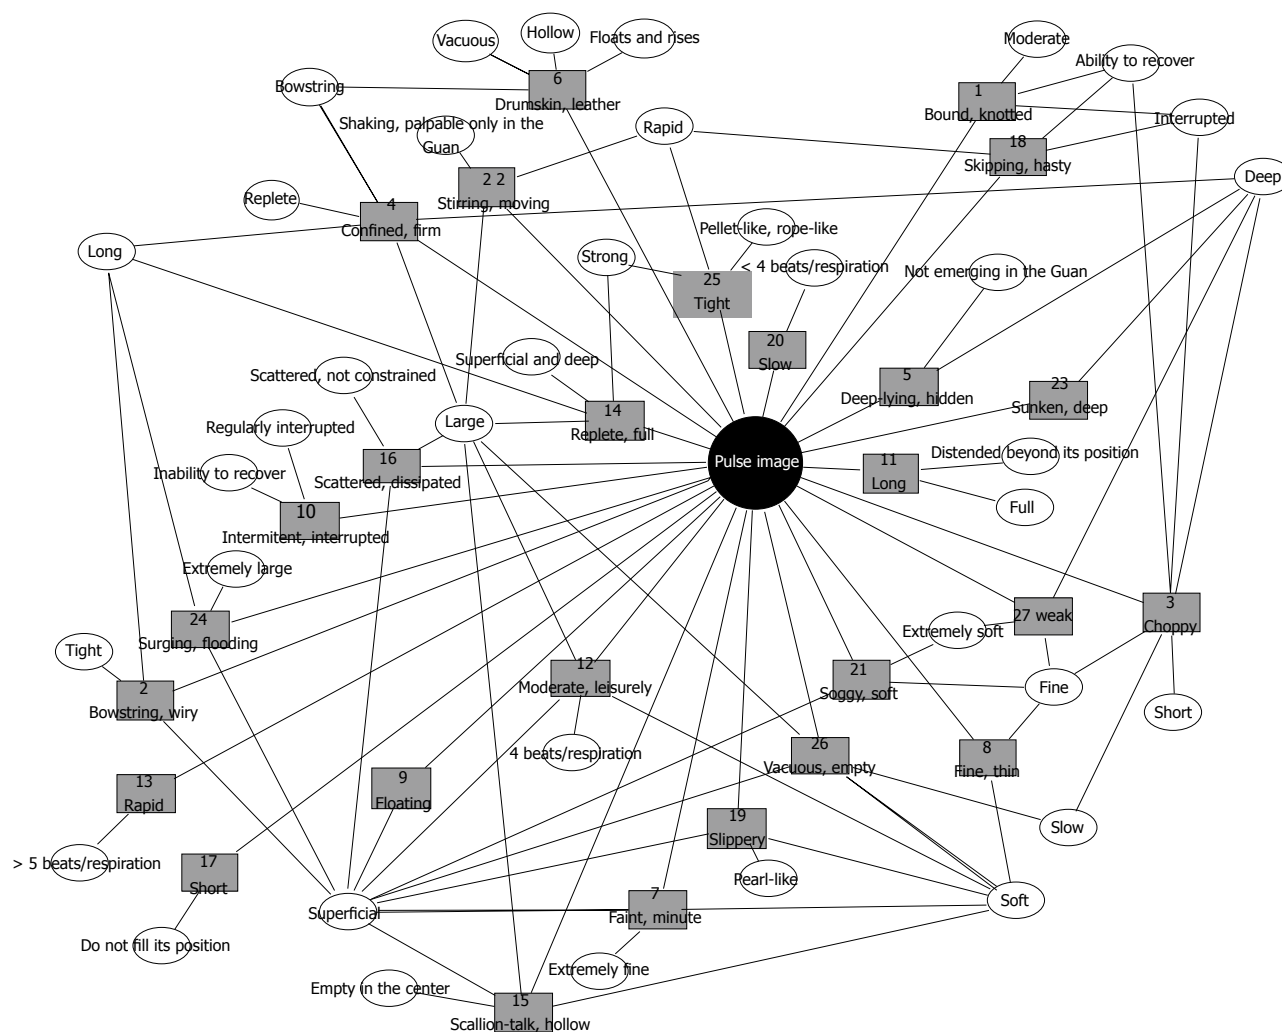 Hollow
Vacuous
Floats and rises
Moderate
Ability to recover
6
Drumskin, leather
Bowstring
1
Bound, knotted
Interrupted
Shaking, palpable only in the
Guan
Rapid
18
Skipping, hasty
Deep
2 2
Stirring, moving
Replete
4
Confined, firm
Pellet-like, rope-like
Long
Strong
< 4 beats/respiration
Not emerging in the Guan
25
Tight
20
Slow
Superficial and deep
Scattered, not constrained
5
Deep-lying, hidden
23
Sunken, deep
14
Replete, full
Large
Regularly interrupted
Pulse image
16
Scattered, dissipated
11
Long
Distended beyond its position
Inability to recover
Full
10
Intermitent, interrupted
Extremely large
24
Surging, flooding
27 weak
3
Choppy
Extremely soft
Tight
2
Bowstring, wiry
12
Moderate, leisurely
21
Soggy, soft
Fine
Short
4 beats/respiration
26
Vacuous, empty
8
Fine, thin
13
Rapid
9
Floating
19
Slippery
Slow
> 5 beats/respiration
17
Short
Pearl-like
Superficial
7
Faint, minute
Soft
Do not fill its position
Extremely fine
Empty in the center
15
Scallion-talk, hollow